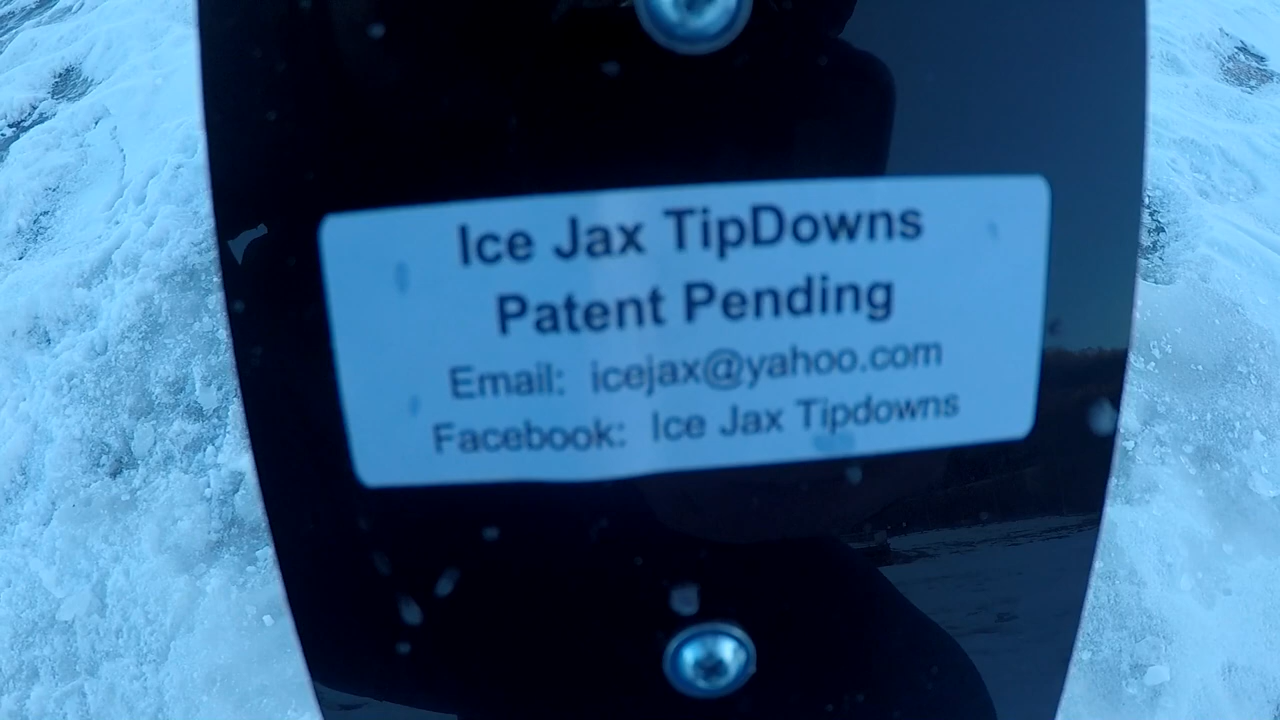 Ice Jax TipDowns
Patent Pending
Email: icejax@yahoo.com
Facebook: Ice Jax Tipdowns